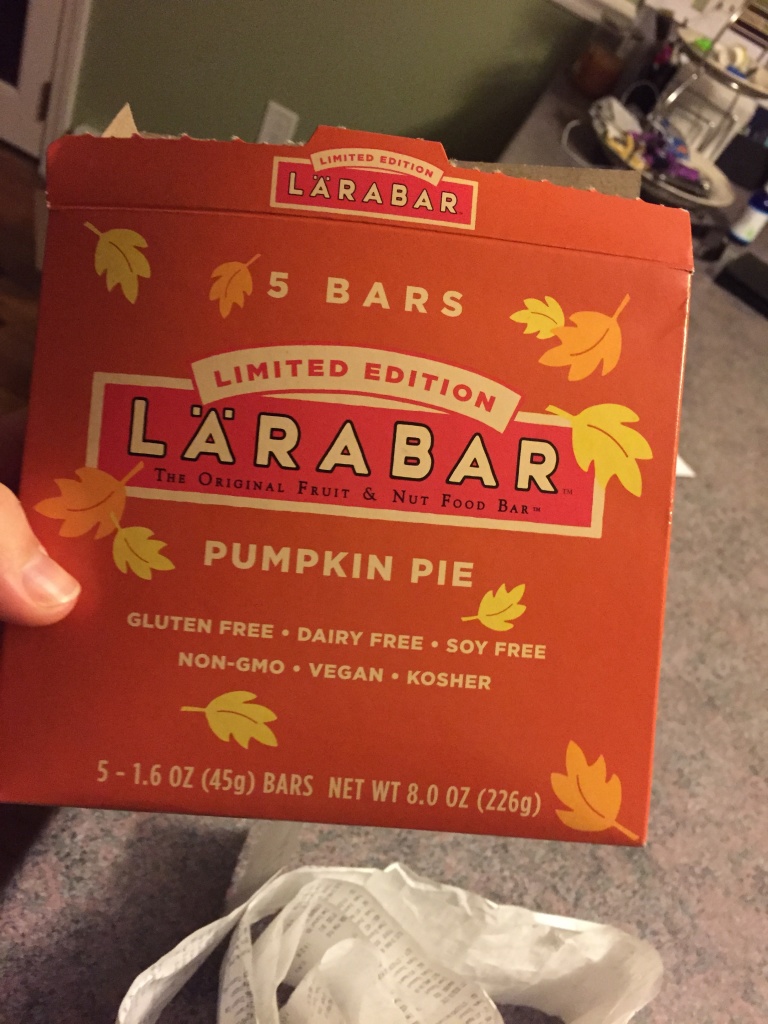 LIMITED EDITION
LÄRABAR
5 BARS
LIMITED EDITION
LÄRABAR™
The Original Fruit & Nut Food Bar™
PUMPKIN PIE
GLUTEN FREE • DAIRY FREE • SOY FREE
NON-GMO • VEGAN • KOSHER
5 - 1.6 OZ (45g) BARS NET WT 8.0 OZ (226g)